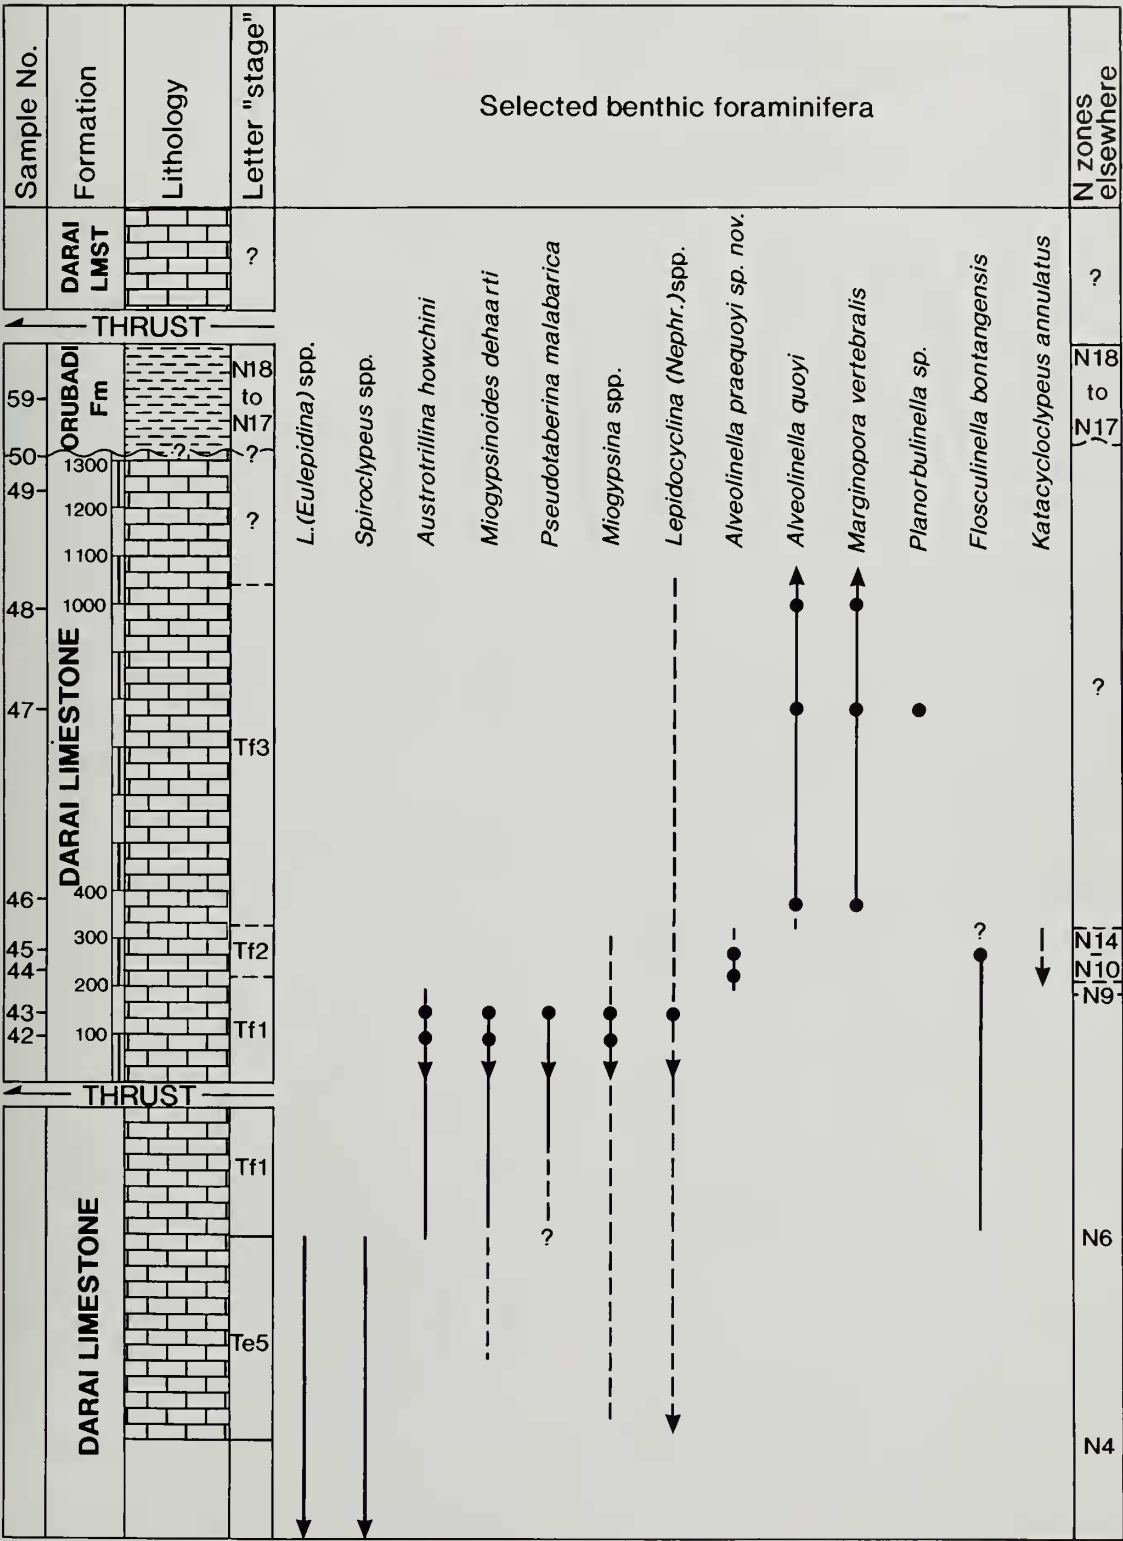 Sample No.
Formation
Lithology
Letter "stage"
Selected benthic foraminifera
N zones
elsewhere
DARAI
LMST
?
?
THRUST
ORUBADI
Fm
N18
to
N17
N18
to
N17
59
50
49
48
47
46
45
44
43
42
?
?
1300
1200
1100
1000
400
300
200
100
DARAI LIMESTONE
?
Tf3
Tf2
Tf1
L.(Eulepidina) spp.
Spiroclypeus spp.
Austrotrillina howchini
Miogypsinoides dehaarti
Pseudotaberina malabarica
Miogypsina spp.
Lepidocyclina (Nephr.)spp.
Alveolinella praequoyi sp. nov.
Alveolinella quoyi
Marginopora vertebralis
Planorbulinella sp.
Flosculinella bontangensis
Katacycloclypeus annulatus
?
?
N14
–
N10
N9
THRUST
DARAI LIMESTONE
Tf1
Te5
?
N6
N4